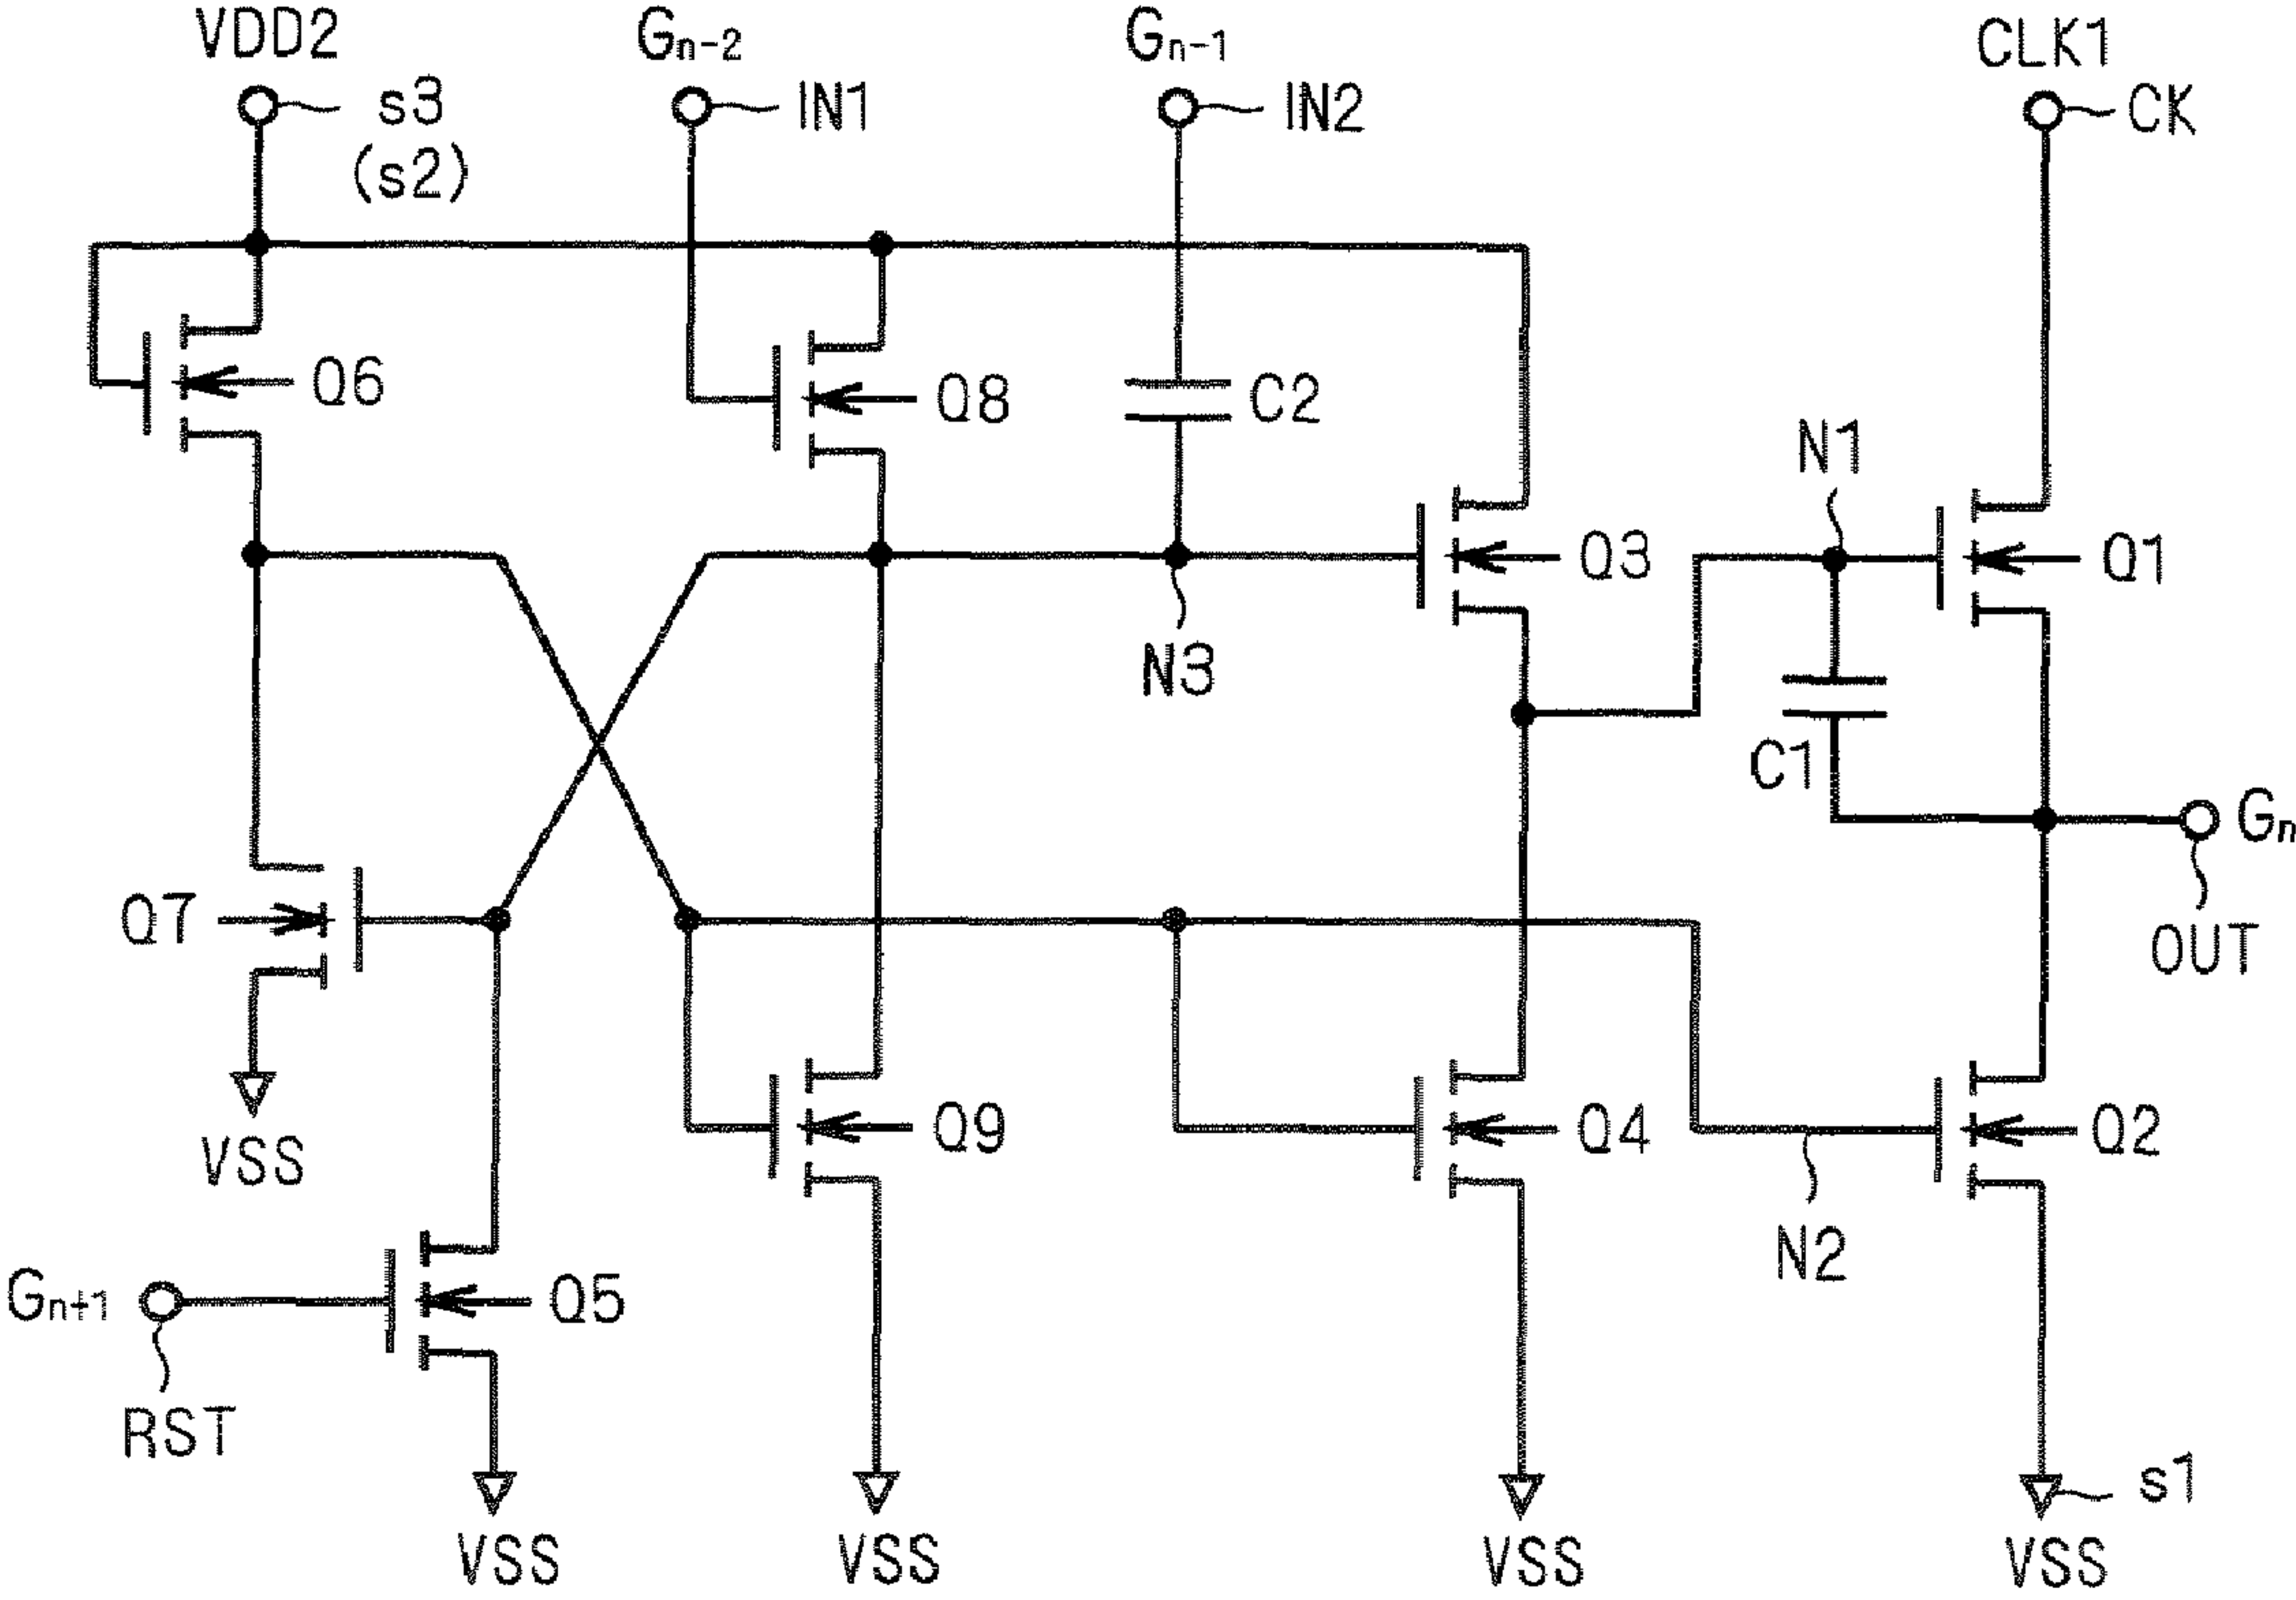 VDD2
Gn-2
Gn-1
CLK1
s3
(s2)
IN1
IN2
CK
Q6
Q8
C2
N1
Q3
Q1
N3
C1
Gn
OUT
Q7
VSS
Q9
Q4
Q2
N2
Gn+1
Q5
RST
s1
VSS
VSS
VSS
VSS